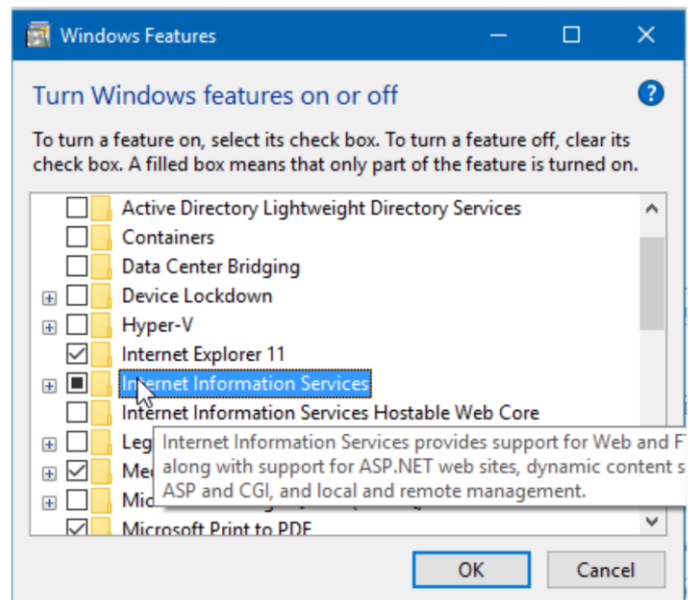 Windows Features
Turn Windows features on or off
To turn a feature on, select its check box. To turn a feature off, clear its
check box. A filled box means that only part of the feature is turned on.
Active Directory Lightweight Directory Services
Containers
Data Center Bridging
Device Lockdown
Hyper-V
Internet Explorer 11
Internet Information Services
Internet Information Services Hostable Web Core
Leg
Internet Information Services provides support for Web and F
Me
along with support for ASP.NET web sites, dynamic content s
Mic
ASP and CGI, and local and remote management.
Microsoft Print to PDF
OK
Cancel